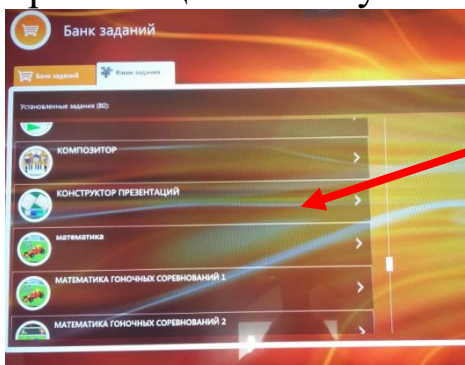 Банк заданий
Банк заданий
Ваши задания
Установленные задания (80):
КОМПОЗИТОР
КОНСТРУКТОР ПРЕЗЕНТАЦИЙ
математика
МАТЕМАТИКА ГОНОЧНЫХ СОРЕВНОВАНИЙ 1
МАТЕМАТИКА ГОНОЧНЫХ СОРЕВНОВАНИЙ 2